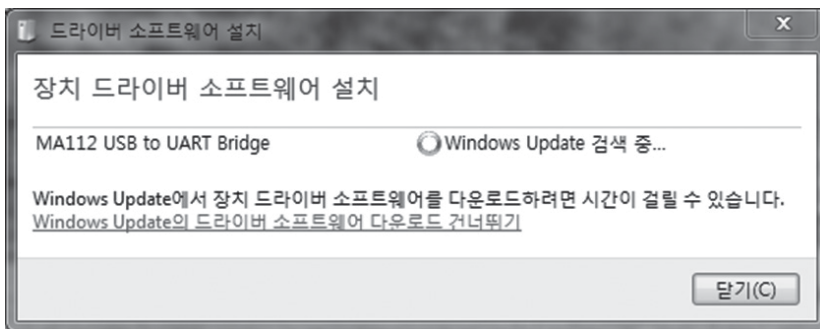 드라이버 소프트웨어 설치
x
장치 드라이버 소프트웨어 설치
MA112 USB to UART Bridge Windows Update 검색 중...
Windows Update에서 장치 드라이버 소프트웨어를 다운로드하려면 시간이 걸릴 수 있습니다.
Windows Update의 드라이버 소프트웨어 다운로드 건너뛰기
닫기(C)